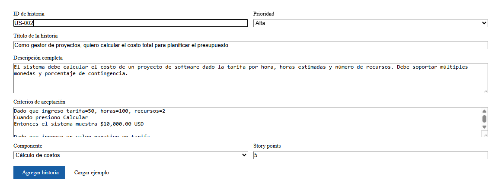 ID de historia
Prioridad
US-002
Alta
Título de la historia
Como gestor de proyectos, quiero calcular el costo total para planificar el presupuesto
Descripción completa
El sistema debe calcular el costo de un proyecto de software dado la tarifa por hora, horas estimadas y número de recursos. Debe soportar múltiples
monedas y porcentaje de contingencia.
Criterios de aceptación
Dado que ingreso tarifa=50, horas=100, recursos=2
Cuando presiono Calcular
Entonces el sistema muestra $10,000.00 USD
Componente
Story points
Cálculo de costos
5
Agregar historia
Cargar ejemplo